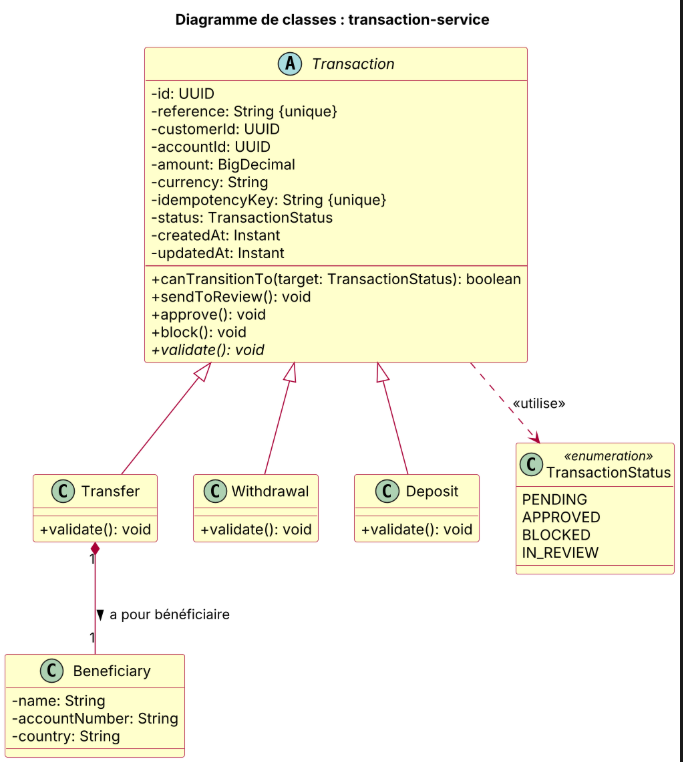 Diagramme de classes : transaction-service
A Transaction
-id: UUID
-reference: String {unique}
-customerId: UUID
-accountId: UUID
-amount: BigDecimal
-currency: String
-idempotencyKey: String {unique}
-status: TransactionStatus
-createdAt: Instant
-updatedAt: Instant
+canTransitionTo(target: TransactionStatus): boolean
+sendToReview(): void
+approve(): void
+block(): void
+validate(): void
«utilise»
C Transfer
+validate(): void
C Withdrawal
+validate(): void
C Deposit
+validate(): void
C «enumeration»
TransactionStatus
PENDING
APPROVED
BLOCKED
IN_REVIEW
1
a pour bénéficiaire
1
C Beneficiary
-name: String
-accountNumber: String
-country: String